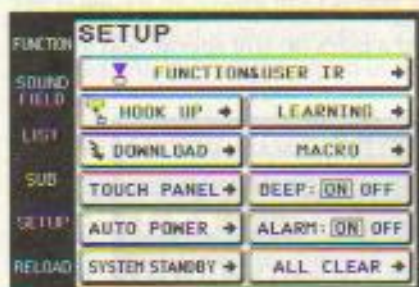 SETUP
FUNCTION
FUNCTION&USER IR
SOUND FIELD
HOOK UP
LEARNING
LIST
DOWNLOAD
MACRO
SUB
TOUCH PANEL
BEEP: ON OFF
SETUP
AUTO POWER
ALARM: ON OFF
RELOAD
SYSTEM STANDBY
ALL CLEAR